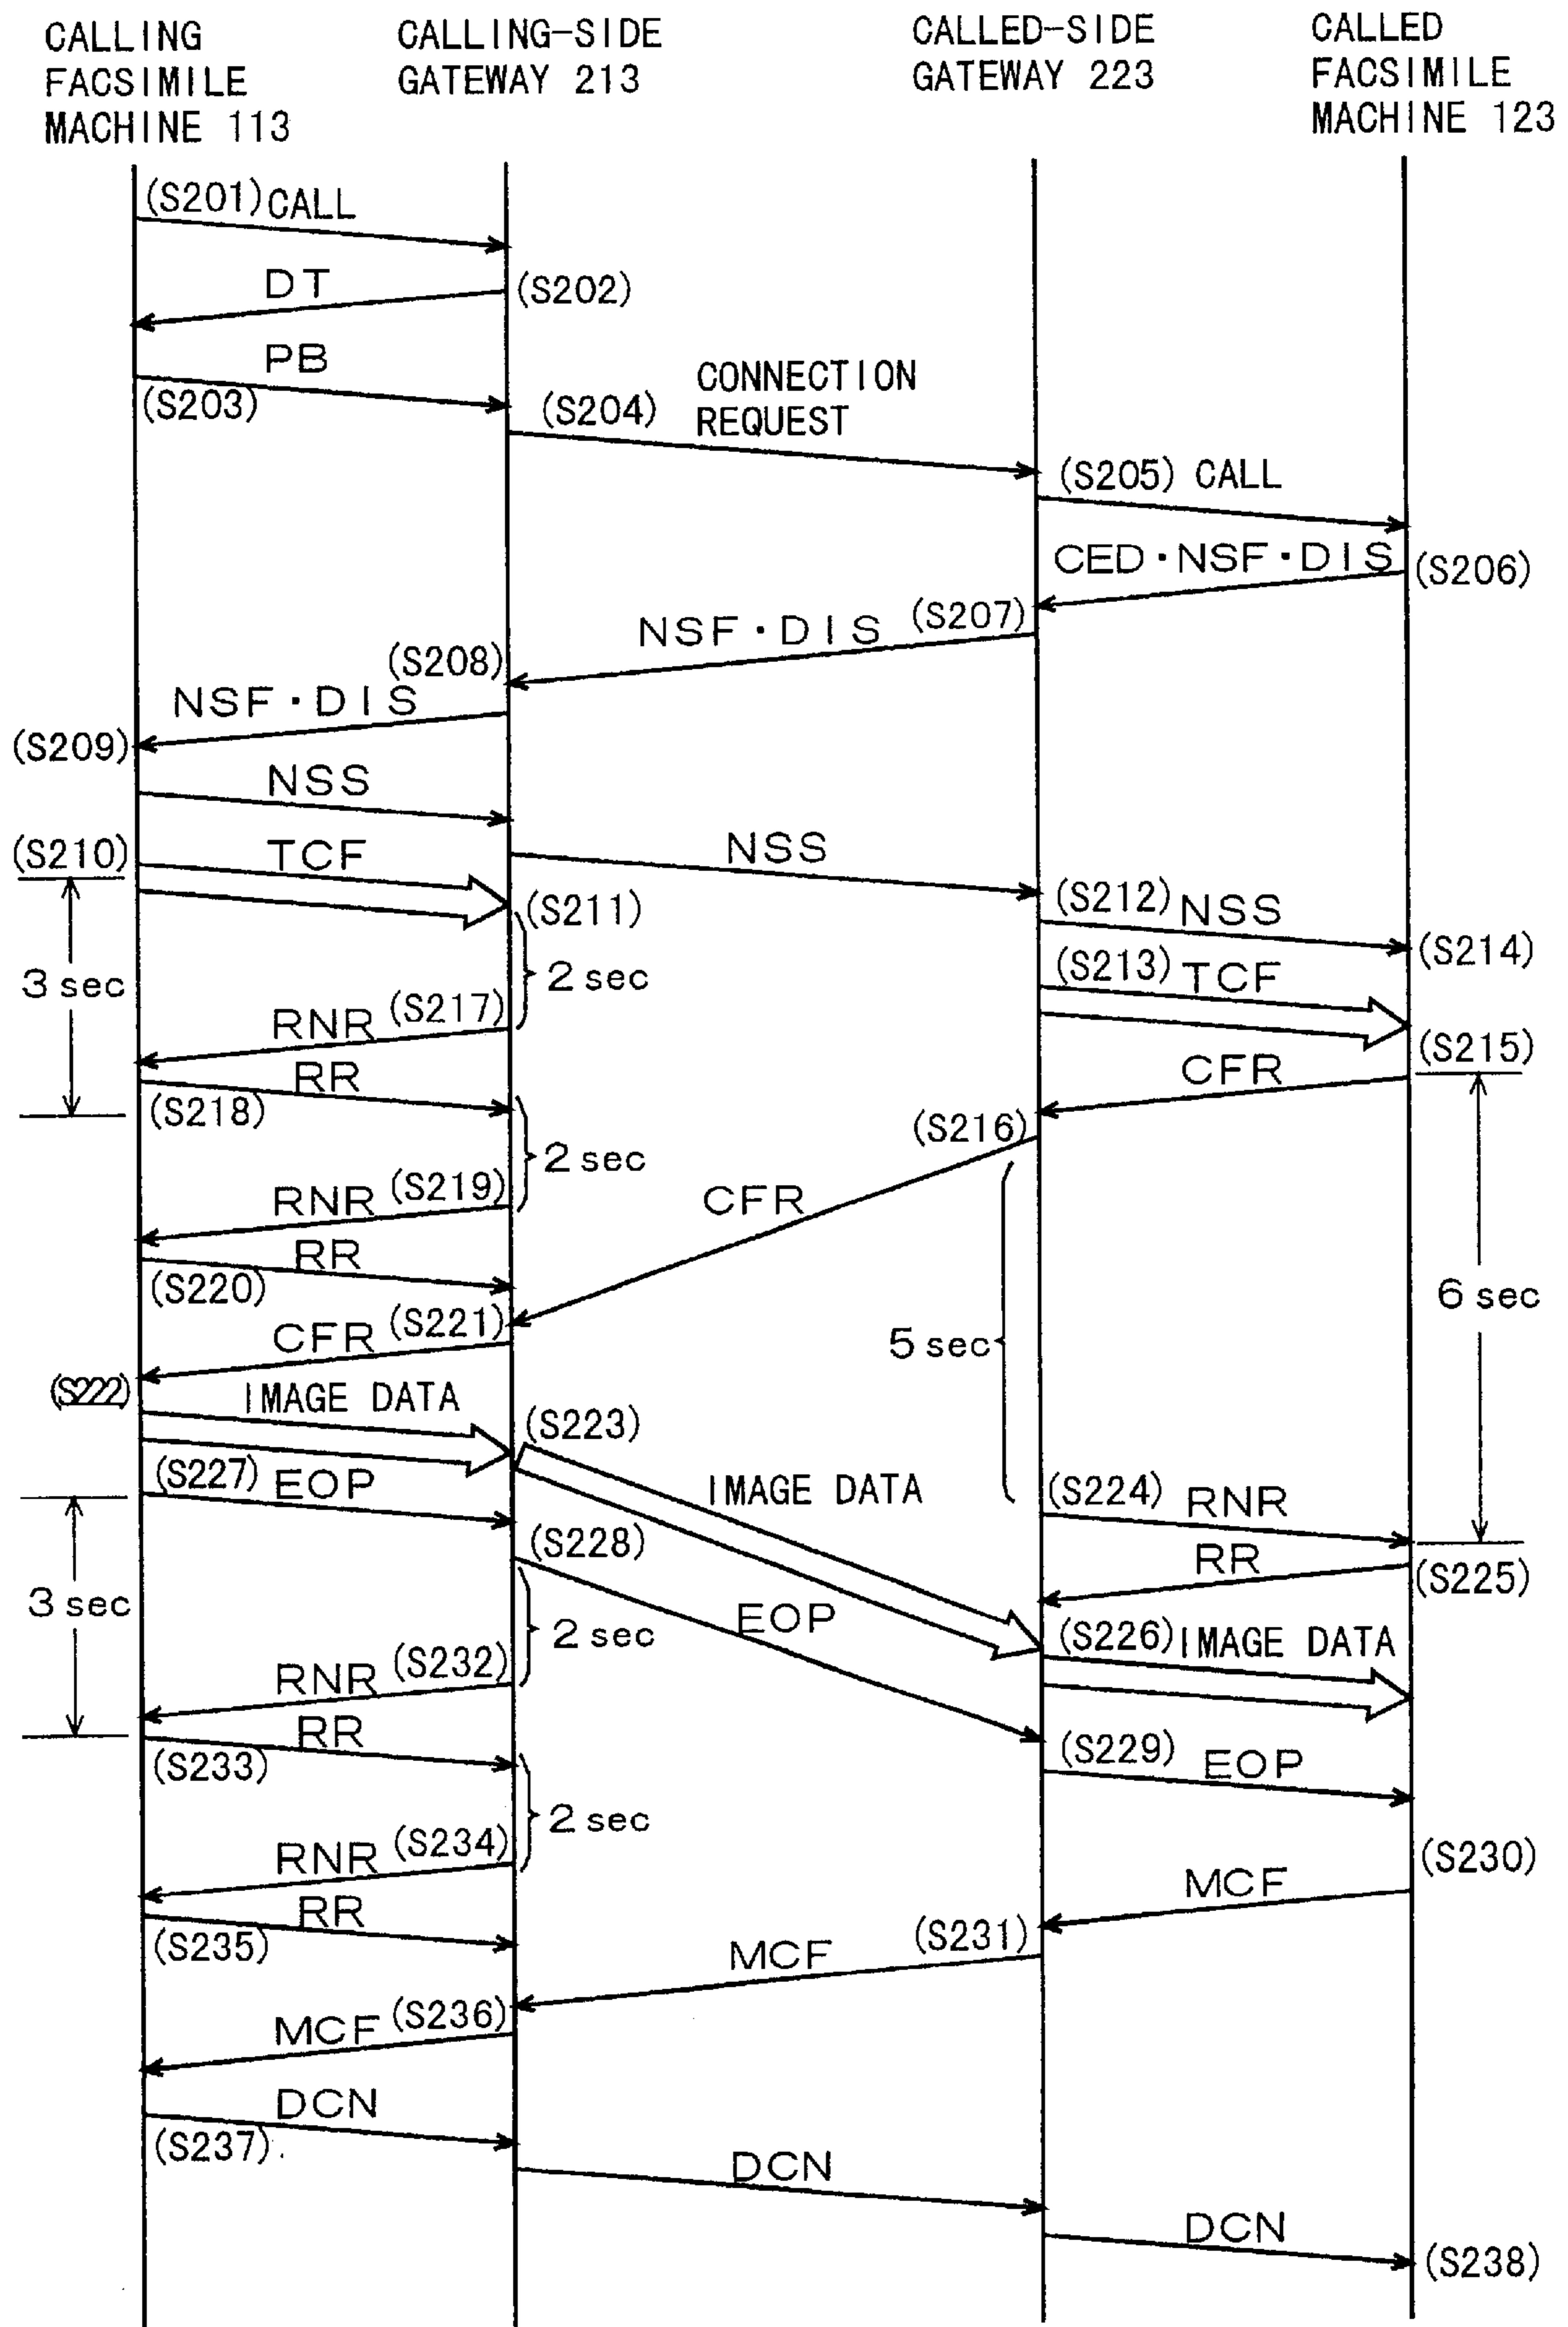 CALLING
FACSIMILE
MACHINE 113
CALLING-SIDE
GATEWAY 213
CALLED-SIDE
GATEWAY 223
CALLED
FACSIMILE
MACHINE 123
(S201) CALL
DT (S202)
PB
(S203)
(S204) CONNECTION
REQUEST
(S205) CALL
CED・NSF・DIS (S206)
NSF・DIS (S207)
(S208)
NSF・DIS
(S209)
NSS
(S210) TCF
NSS
(S211)
(S212) NSS
(S214)
3 sec
2 sec
(S213) TCF
RNR (S217)
(S215)
RR
CFR
(S218)
(S216)
2 sec
RNR (S219)
CFR
RR
(S220)
6 sec
CFR (S221)
5 sec
(S222)
IMAGE DATA
(S223)
(S227) EOP
IMAGE DATA
(S224) RNR
(S228)
RR
(S225)
3 sec
2 sec
EOP
(S226) IMAGE DATA
RNR (S232)
RR
(S233)
(S229) EOP
2 sec
RNR (S234)
(S230)
MCF
RR
(S235)
(S231)
MCF
MCF (S236)
DCN
(S237)
DCN
DCN
(S238)